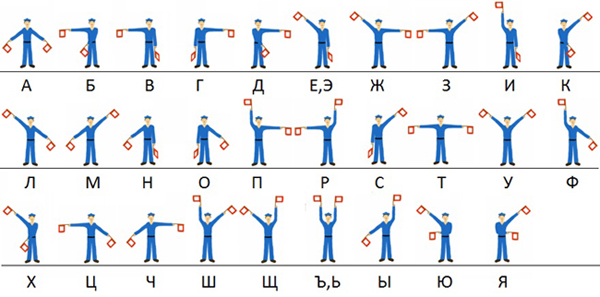 А Б В Г Д Е,Э Ж З И К
Л М Н О П Р С Т У Ф
Х Ц Ч Ш Щ Ъ,Ь Ы Ю Я